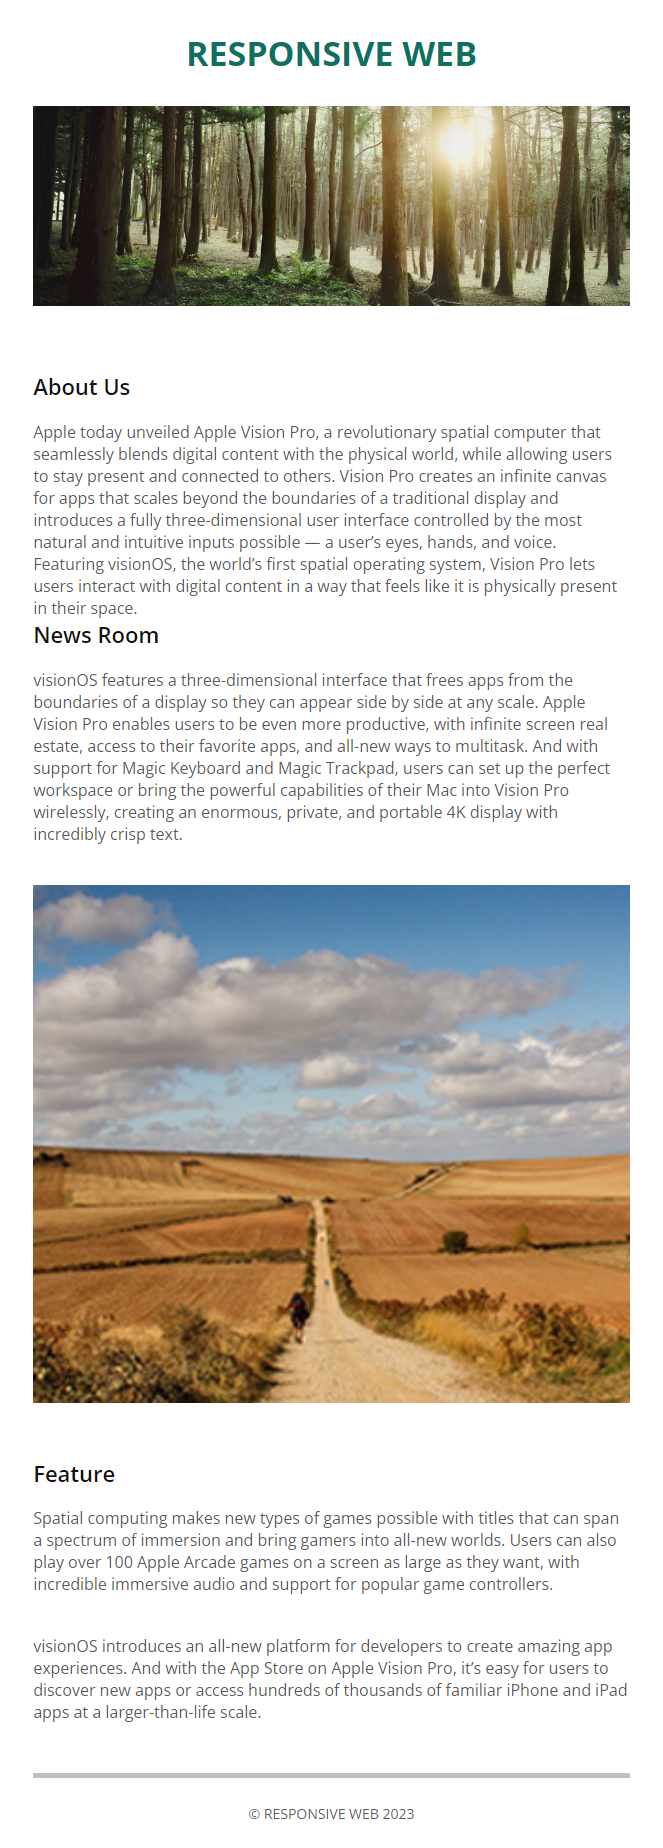 RESPONSIVE WEB
About Us
Apple today unveiled Apple Vision Pro, a revolutionary spatial computer that
seamlessly blends digital content with the physical world, while allowing users
to stay present and connected to others. Vision Pro creates an infinite canvas
for apps that scales beyond the boundaries of a traditional display and
introduces a fully three-dimensional user interface controlled by the most
natural and intuitive inputs possible — a user’s eyes, hands, and voice.
Featuring visionOS, the world’s first spatial operating system, Vision Pro lets
users interact with digital content in a way that feels like it is physically present
in their space.
News Room
visionOS features a three-dimensional interface that frees apps from the
boundaries of a display so they can appear side by side at any scale. Apple
Vision Pro enables users to be even more productive, with infinite screen real
estate, access to their favorite apps, and all-new ways to multitask. And with
support for Magic Keyboard and Magic Trackpad, users can set up the perfect
workspace or bring the powerful capabilities of their Mac into Vision Pro
wirelessly, creating an enormous, private, and portable 4K display with
incredibly crisp text.
Feature
Spatial computing makes new types of games possible with titles that can span
a spectrum of immersion and bring gamers into all-new worlds. Users can also
play over 100 Apple Arcade games on a screen as large as they want, with
incredible immersive audio and support for popular game controllers.
visionOS introduces an all-new platform for developers to create amazing app
experiences. And with the App Store on Apple Vision Pro, it’s easy for users to
discover new apps or access hundreds of thousands of familiar iPhone and iPad
apps at a larger-than-life scale.
© RESPONSIVE WEB 2023